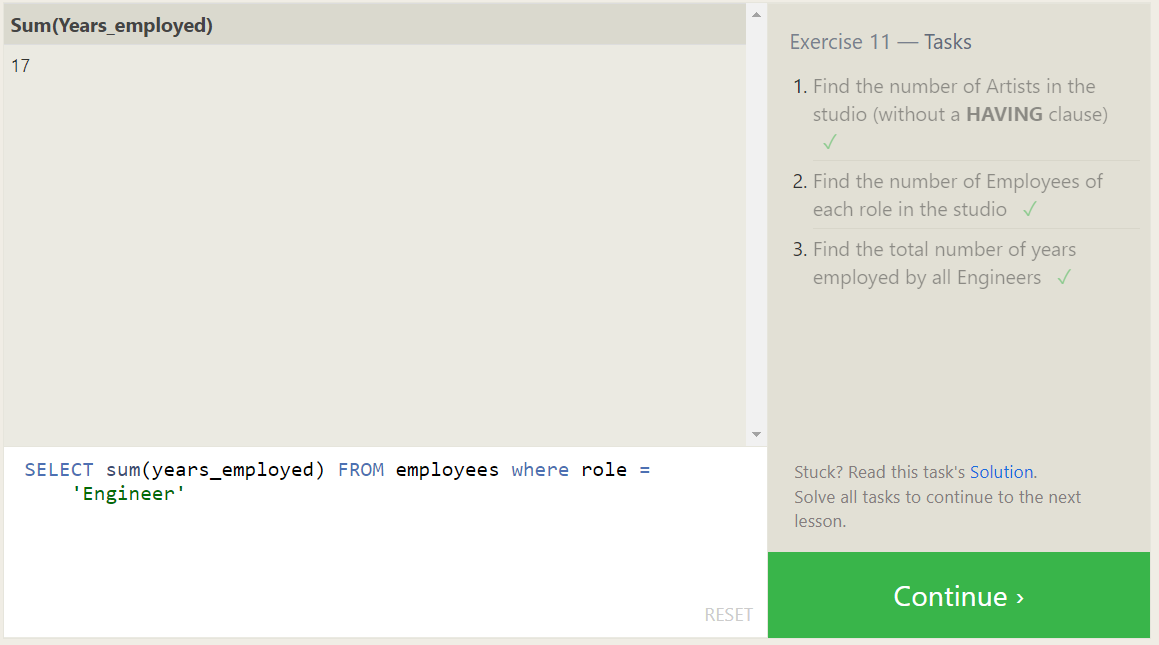 Sum(Years_employed)
17
SELECT sum(years_employed) FROM employees where role =
'Engineer'
RESET
Exercise 11 — Tasks
1. Find the number of Artists in the
studio (without a HAVING clause)
✓
2. Find the number of Employees of
each role in the studio ✓
3. Find the total number of years
employed by all Engineers ✓
Stuck? Read this task's Solution.
Solve all tasks to continue to the next
lesson.
Continue ›